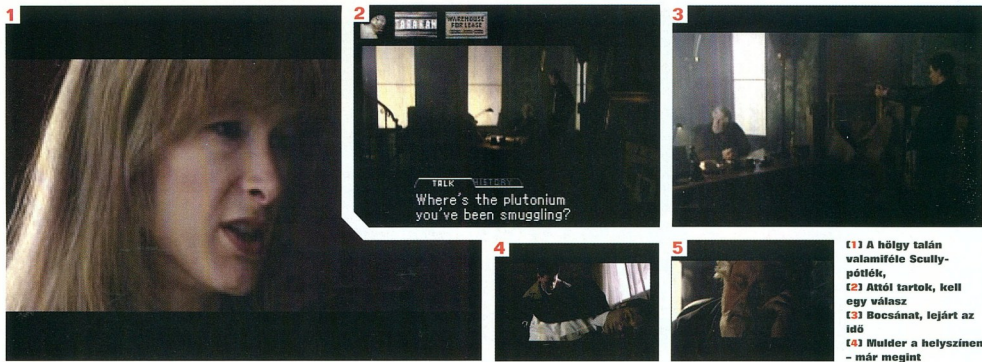 1
2
TARAKAN
WAREHOUSE
FOR LEASE
TALK HISTORY
Where's the plutonium
you've been smuggling?
3
4
5
(1) A hölgy talán
valamiféle Scully-
pótlék,
(2) Attól tartok, kell
egy válasz
(3) Bocsánat, lejárt az
idő
(4) Mulder a helyszínen
– már megint